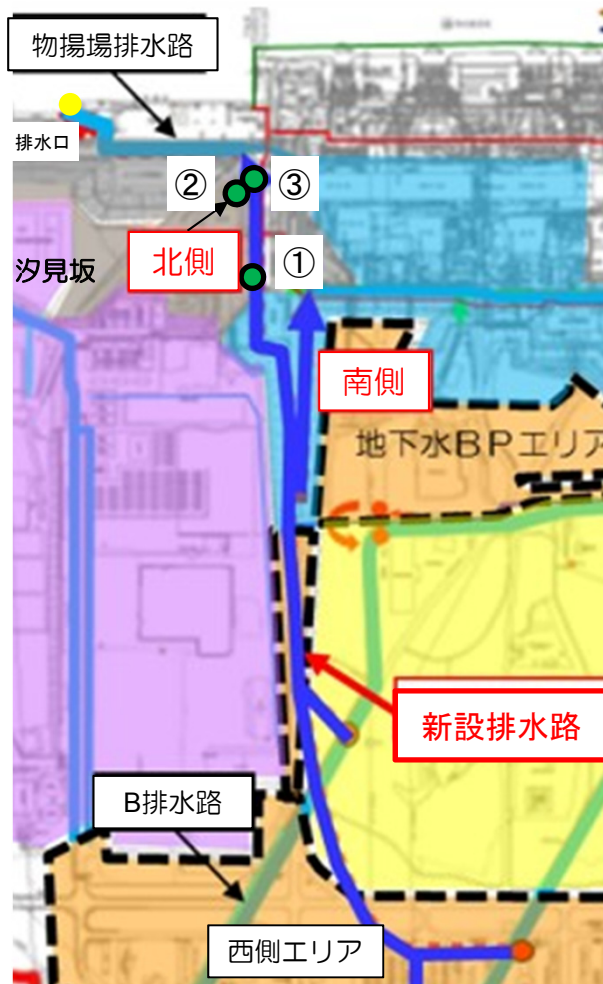 物揚場排水路
排水口
②
③
北側
①
汐見坂
南側
地下水BPエリア
新設排水路
B排水路
西側エリア